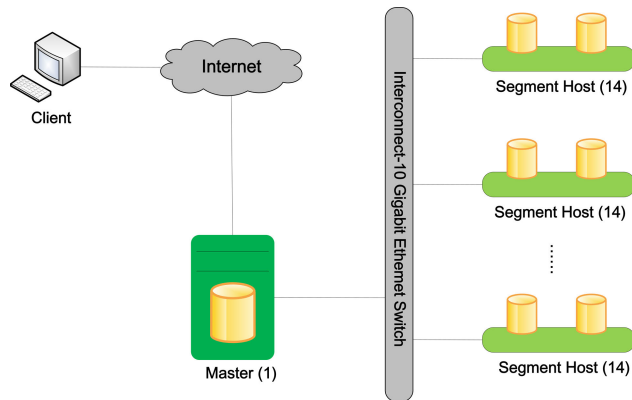 Client
Internet
Master (1)
Interconnect-10 Gigabit Ethernet Switch
Segment Host (14)
Segment Host (14)
Segment Host (14)